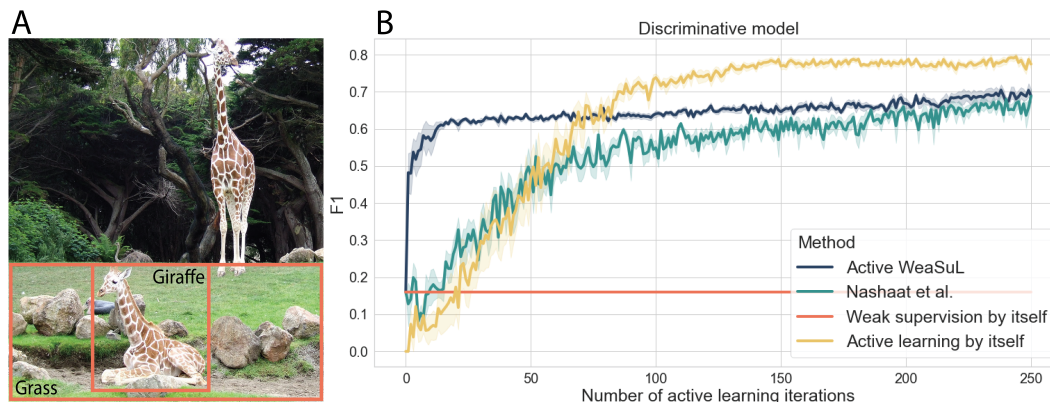 A
Giraffe
Grass
B
Discriminative model
F1
0.8
0.7
0.6
0.5
0.4
0.3
0.2
0.1
0.0
0
50
100
150
200
250
Number of active learning iterations
Method
Active WeaSuL
Nashaat et al.
Weak supervision by itself
Active learning by itself